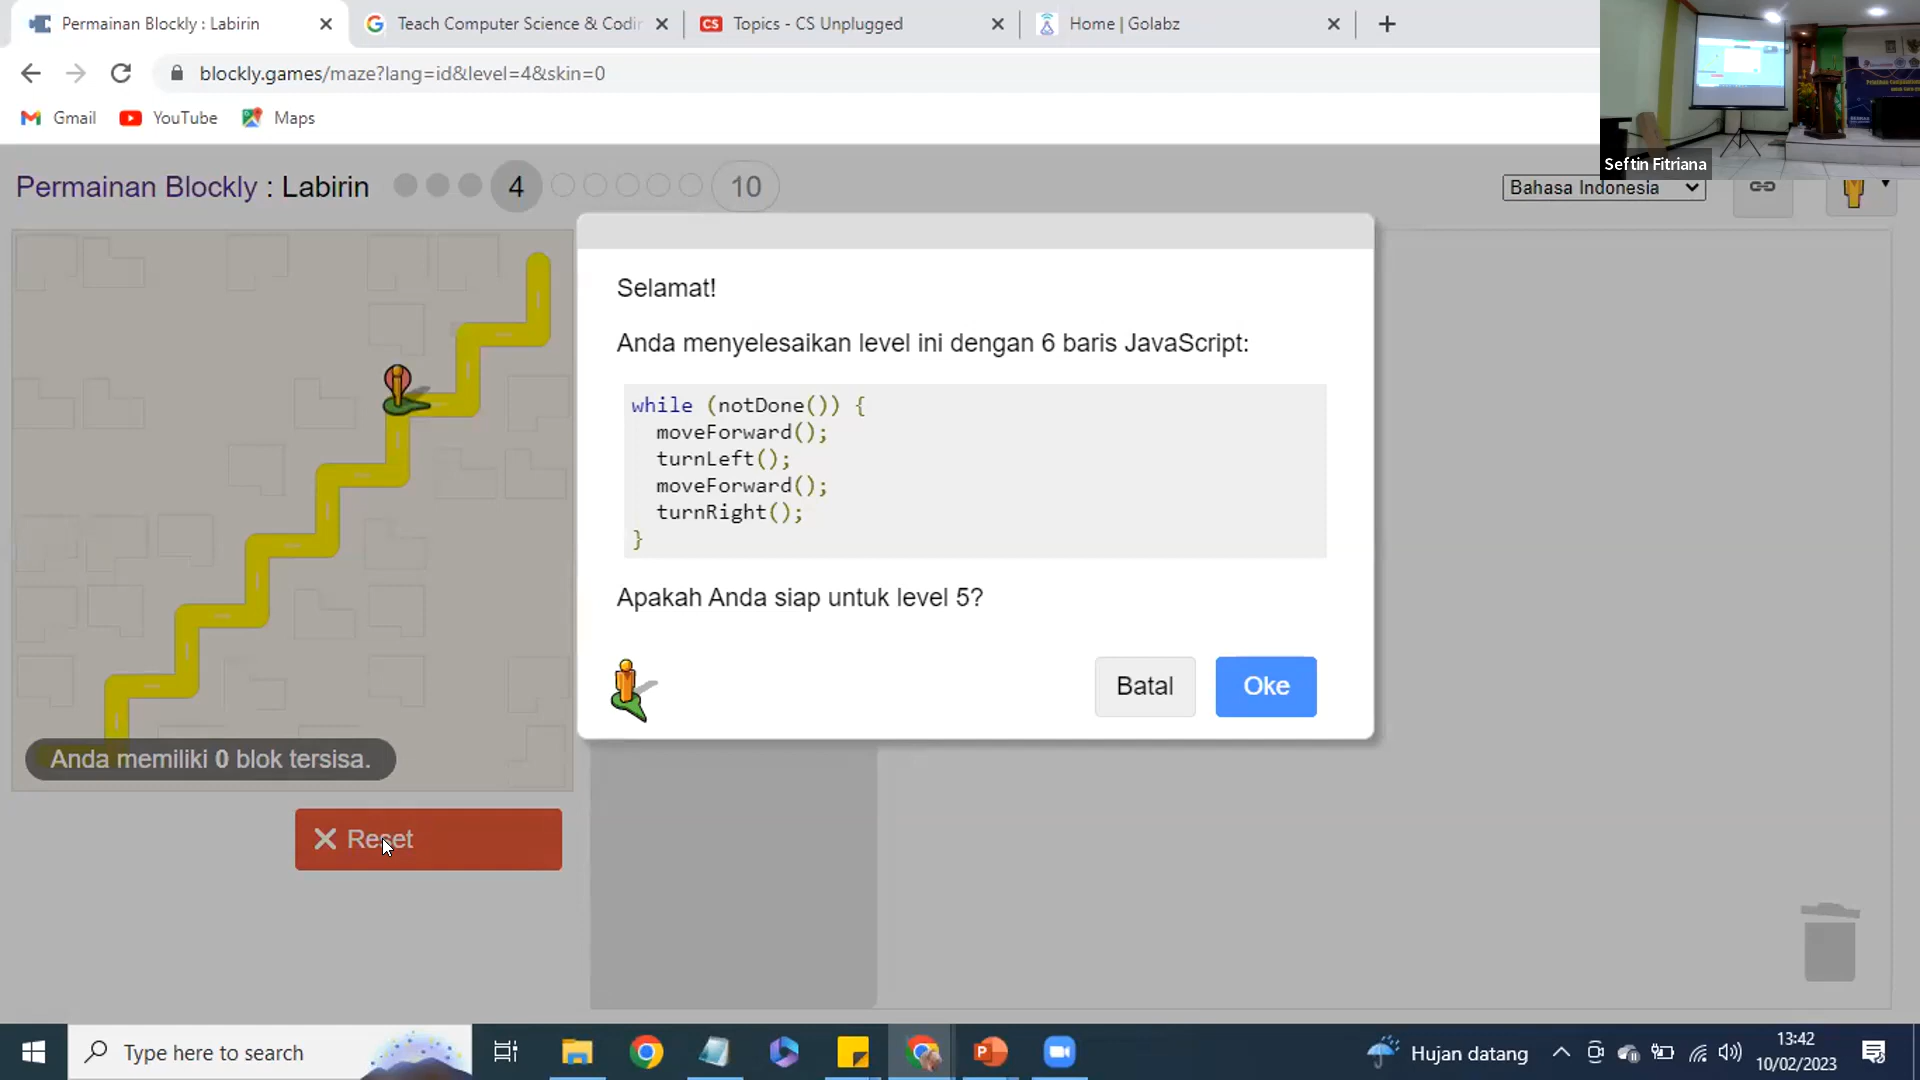 Permainan Blockly : Labirin
Teach Computer Science & Codin
CS
Topics - CS Unplugged
Home | Golabz
blockly.games/maze?lang=id&level=4&skin=0
Gmail
YouTube
Maps
Seftin Fitriana
Permainan Blockly : Labirin
4
10
Bahasa Indonesia
Selamat!
Anda menyelesaikan level ini dengan 6 baris JavaScript:
while (notDone()) {
moveForward();
turnLeft();
moveForward();
turnRight();
}
Apakah Anda siap untuk level 5?
Batal
Oke
Anda memiliki 0 blok tersisa.
Reset
Type here to search
Hujan datang
13:42
10/02/2023